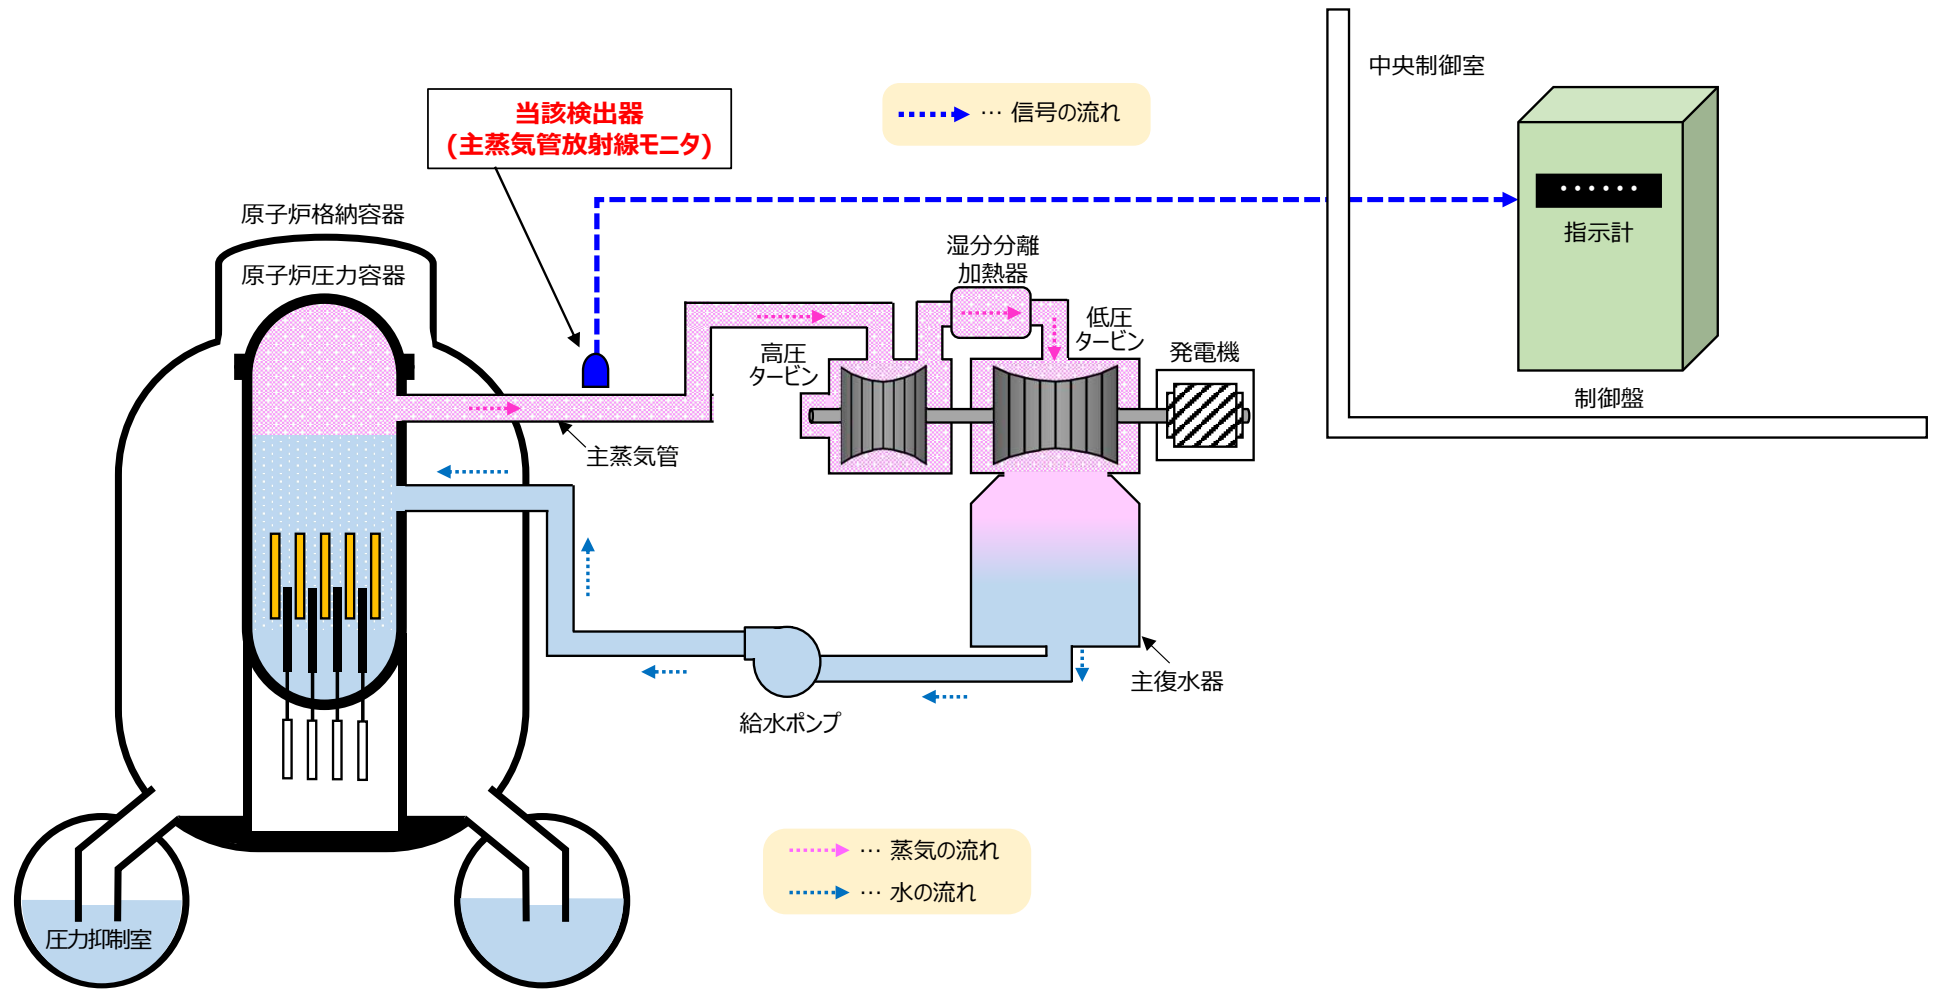 中央制御室
当該検出器
(主蒸気管放射線モニタ)
… 信号の流れ
原子炉格納容器
指示計
湿分分離
加熱器
原子炉圧力容器
低圧
タービン
高圧
タービン
発電機
制御盤
主蒸気管
主復水器
給水ポンプ
… 蒸気の流れ
… 水の流れ
圧力抑制室